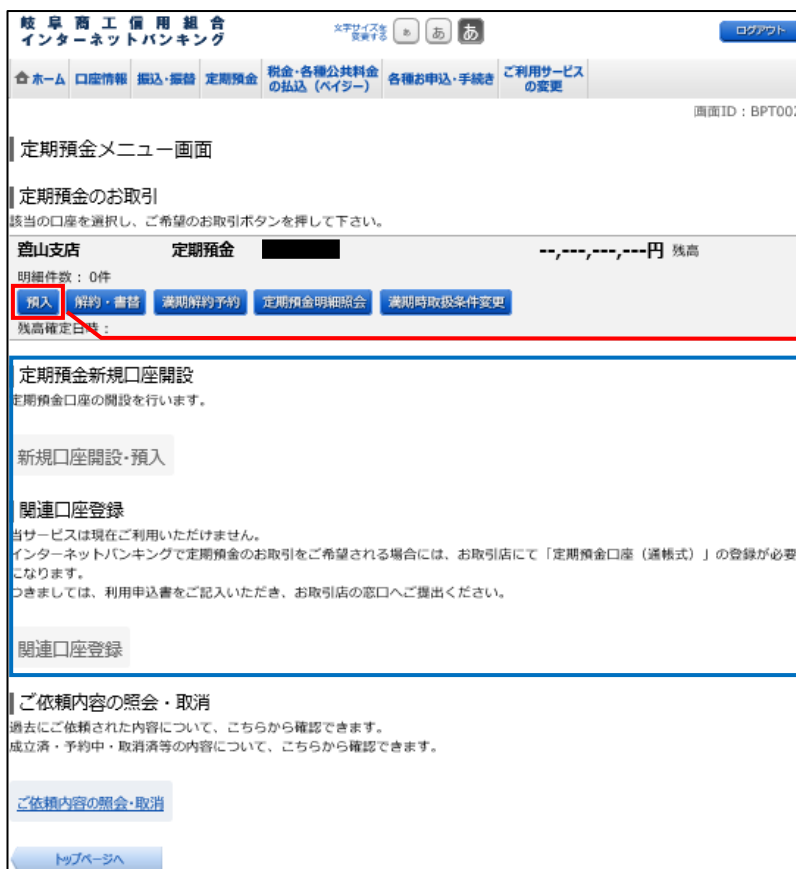 岐阜商工信用組合
インターネットバンキング
文字サイズを変更する あ あ あ
ログアウト
ホーム 口座情報 振込・振替 定期預金 税金・各種公共料金の払込（ペイジー） 各種お申込・手続き ご利用サービスの変更
画面ID：BPT002
定期預金メニュー画面
定期預金のお取引
該当の口座を選択し、ご希望のお取引ボタンを押して下さい。
定期預金 --,---,---,---円 残高
明細件数： 0件
預入 解約・書替 満期解約予約 定期預金明細照会 満期時取扱条件変更
残高確定日時：
定期預金新規口座開設
定期預金口座の開設を行います。
新規口座開設・預入
関連口座登録
当サービスは現在ご利用いただけません。
インターネットバンキングで定期預金のお取引をご希望される場合には、お取引店にて「定期預金口座（通帳式）」の登録が必要
になります。
つきましては、利用申込書をご記入いただき、お取引店の窓口へご提出ください。
関連口座登録
ご依頼内容の照会・取消
過去にご依頼された内容について、こちらから確認できます。
成立済・予約中・取消済等の内容について、こちらから確認できます。
ご依頼内容の照会・取消
トップページへ